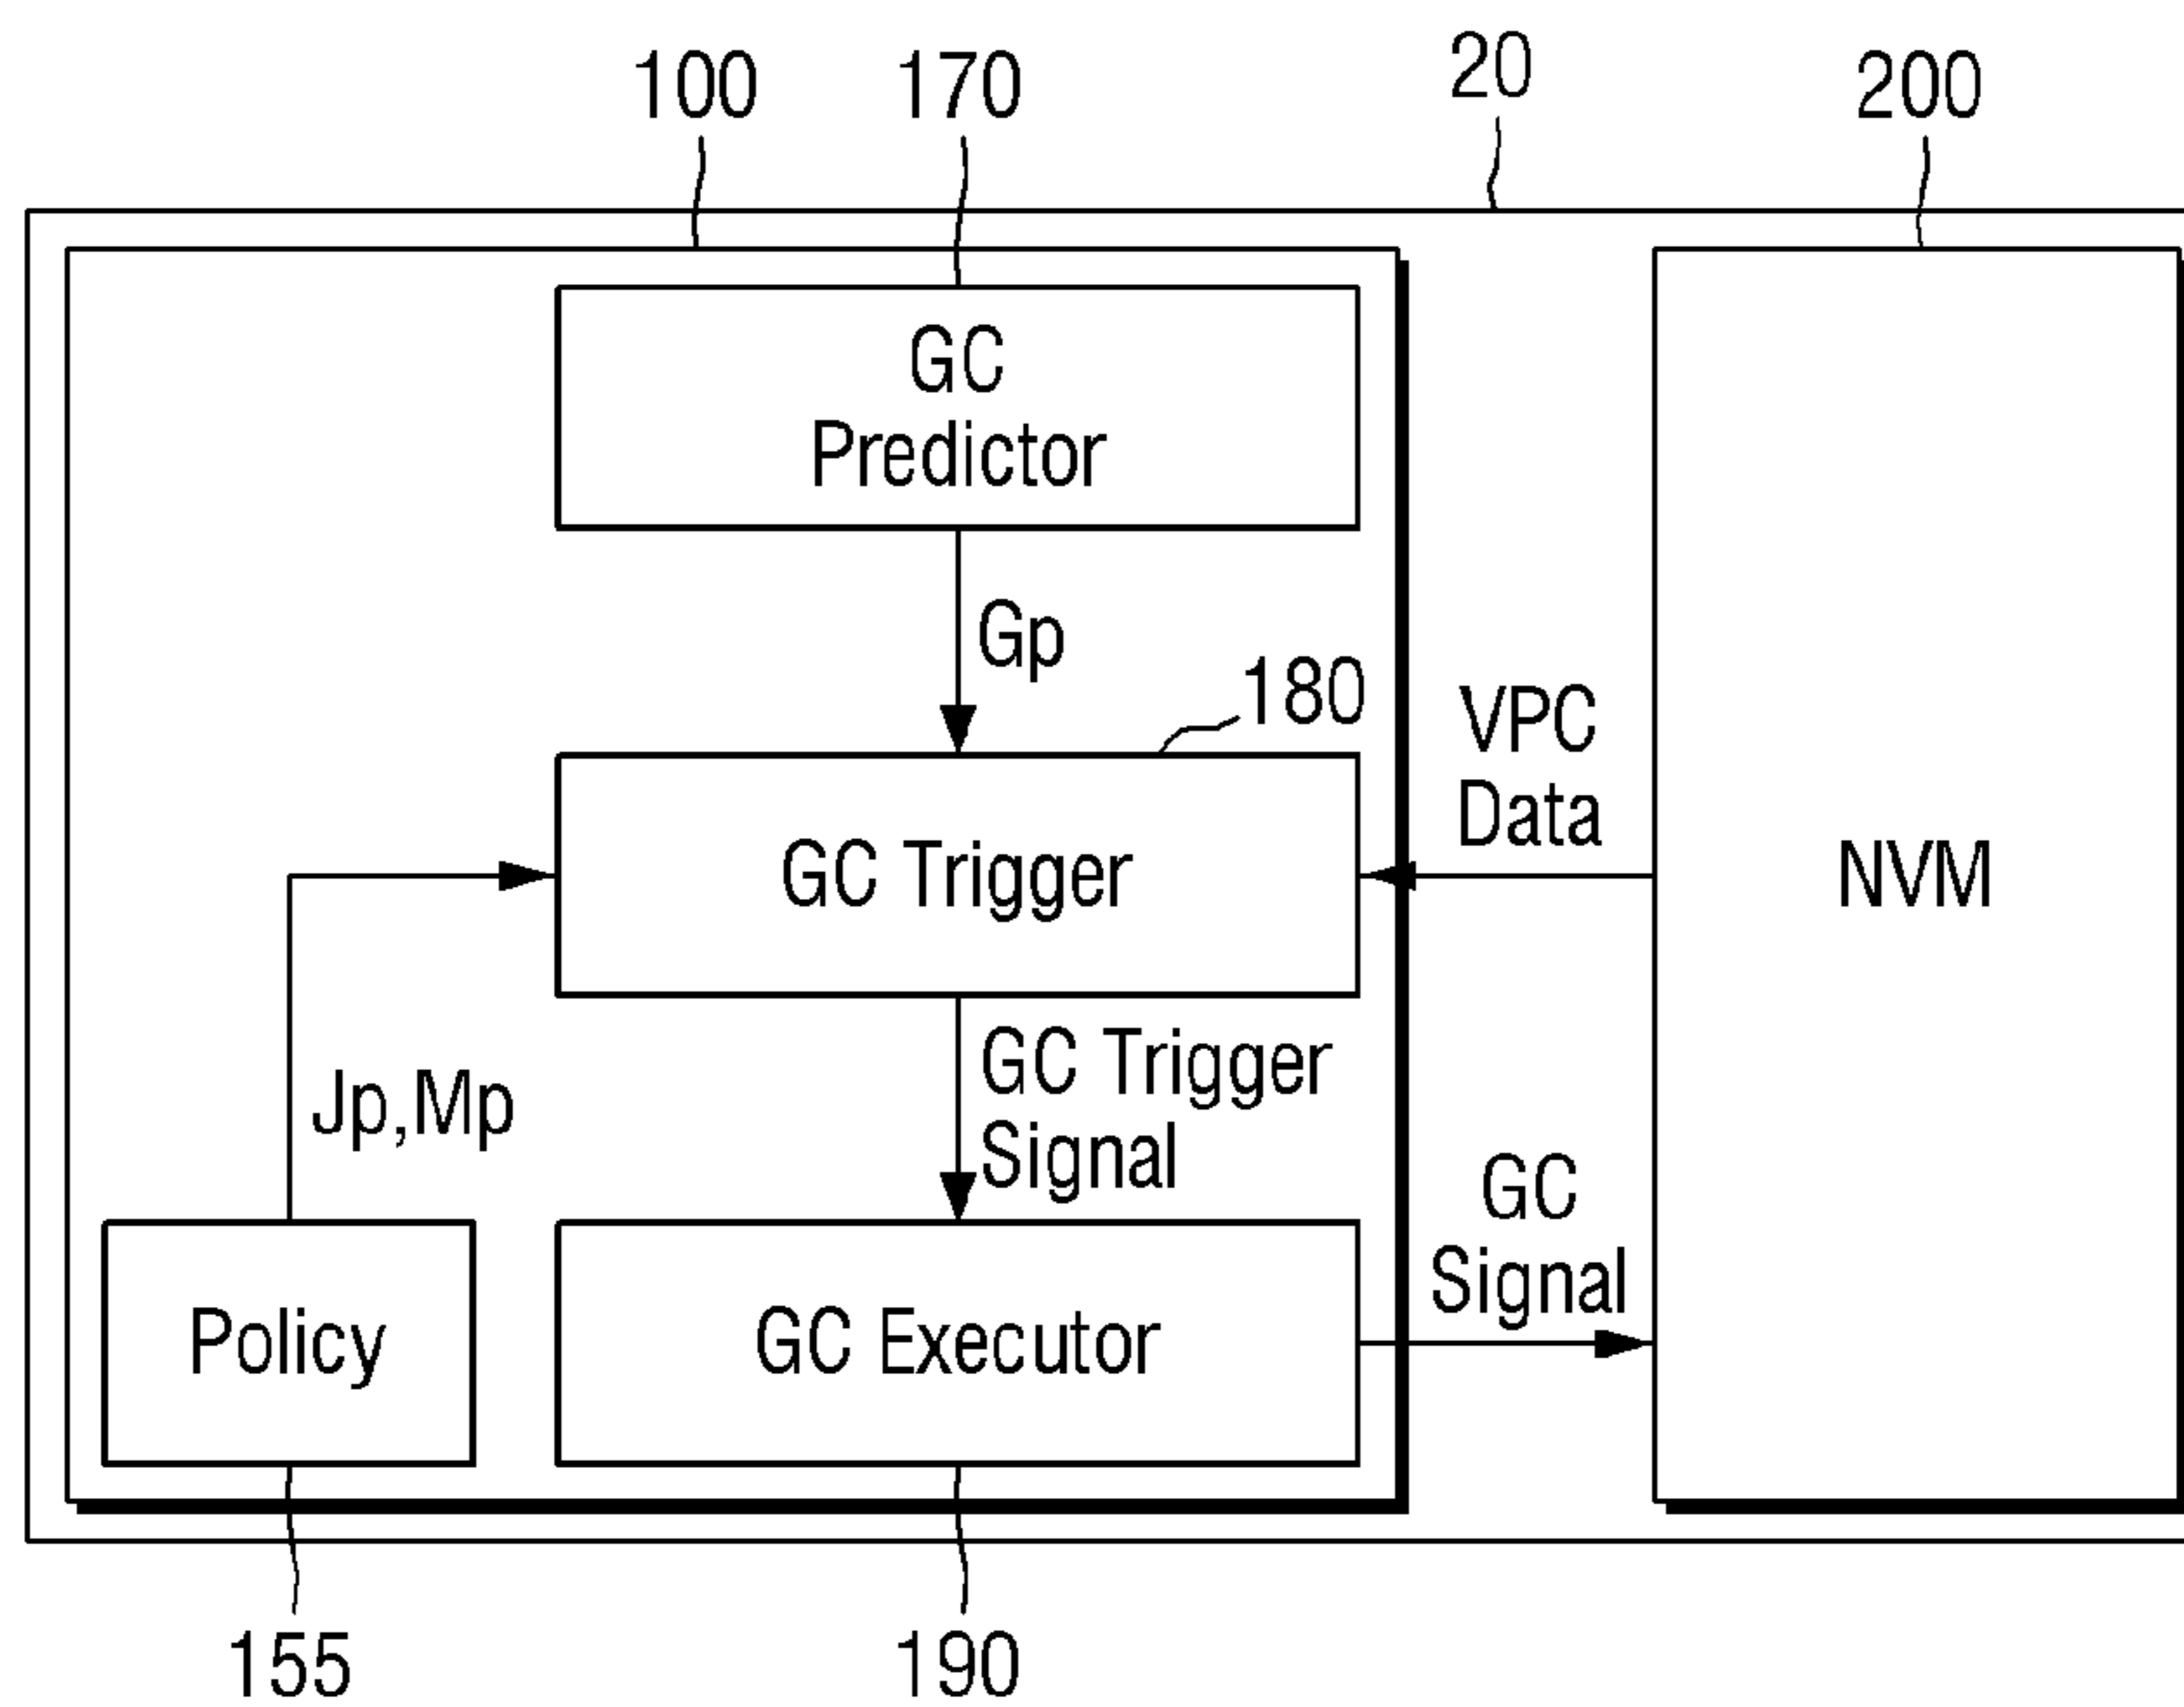 100
170
20
200
GC
Predictor
Gp
180
VPC
Data
GC Trigger
NVM
Jp,Mp
GC Trigger
Signal
GC
Signal
Policy
GC Executor
155
190